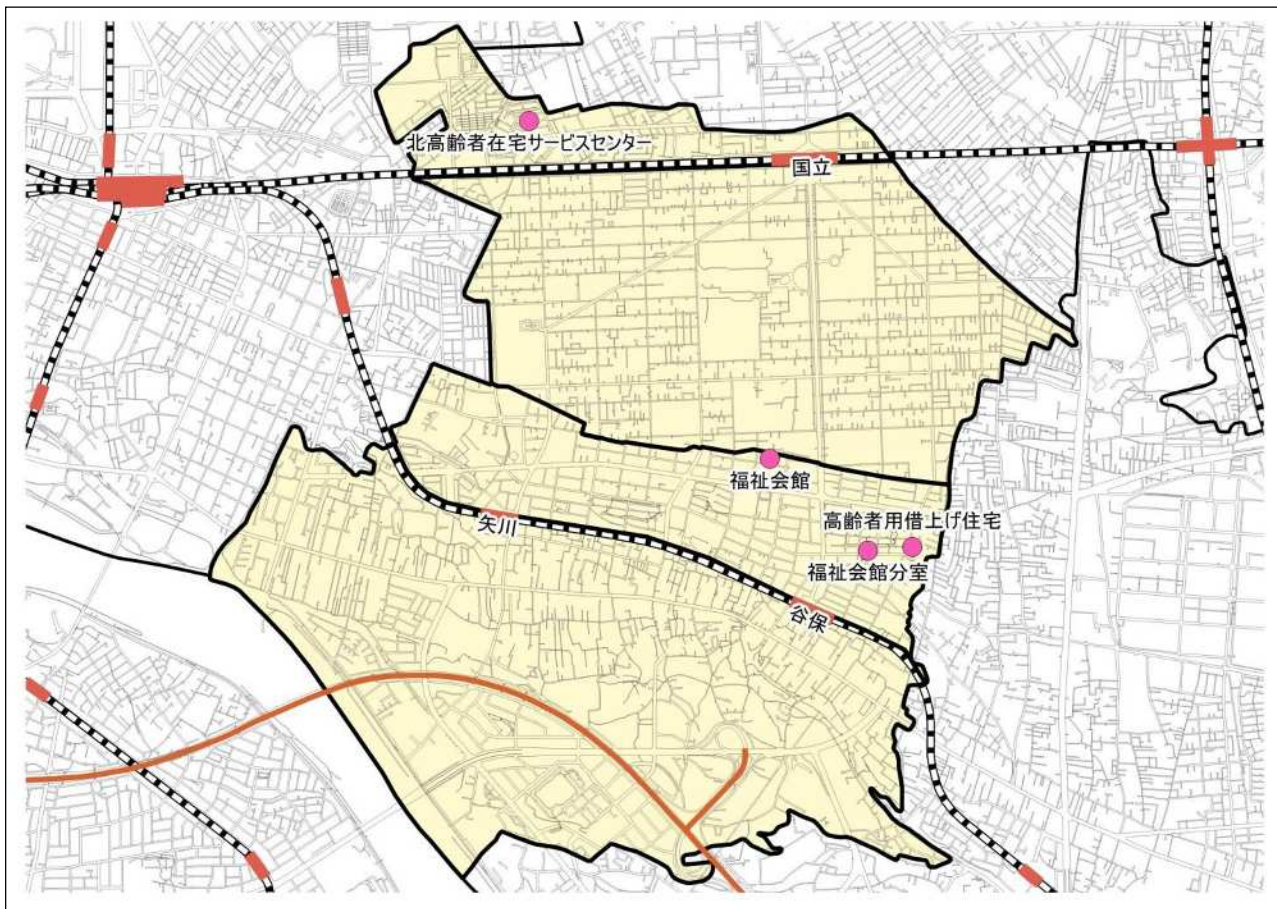 北高齢者在宅サービスセンター
国立
福祉会館
高齢者用借上げ住宅
矢川
福祉会館分室
谷保